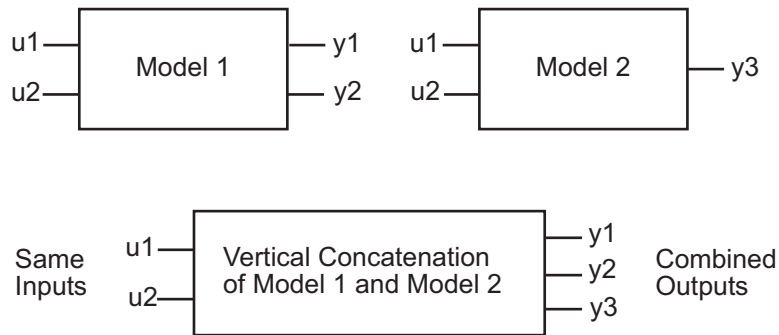 u1
u2
Model 1
y1
y2
u1
u2
Model 2
y3
Same
Inputs
u1
u2
Vertical Concatenation
of Model 1 and Model 2
y1
y2
y3
Combined
Outputs